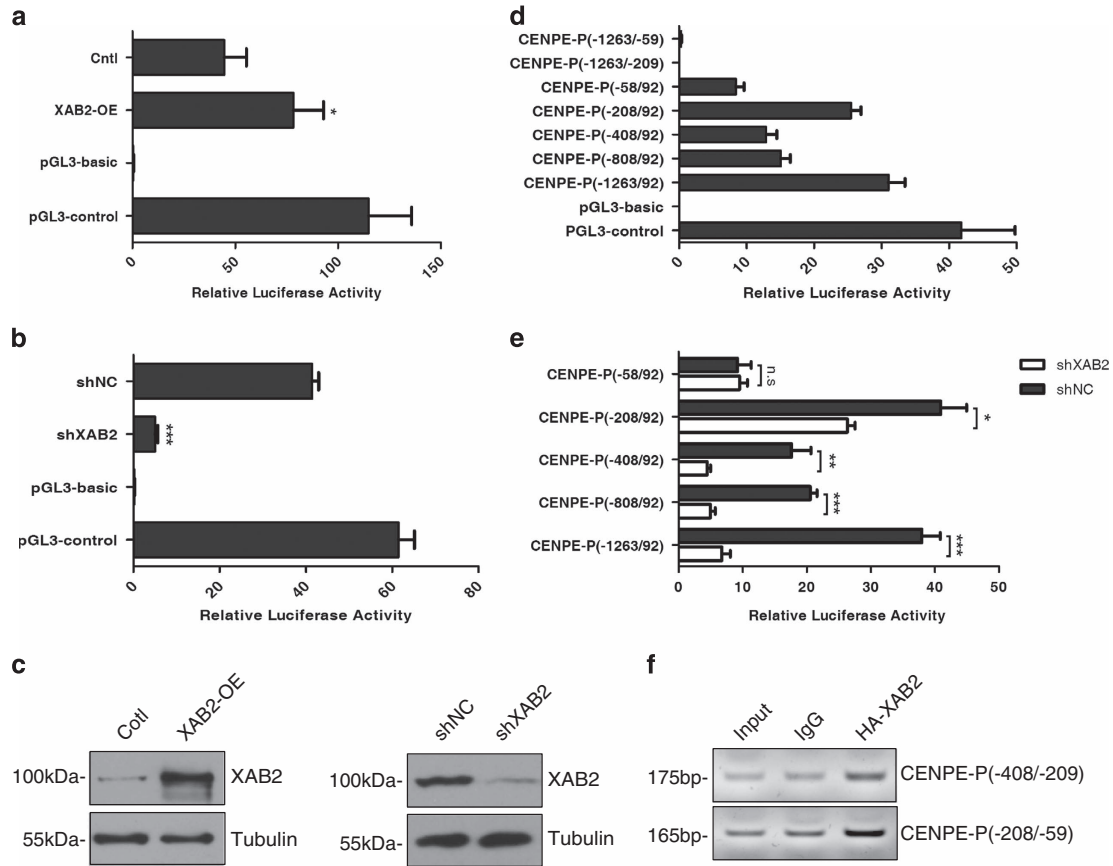 a
Cntl
XAB2-OE
*
pGL3-basic
pGL3-control
0
50
100
150
Relative Luciferase Activity
b
shNC
shXAB2
***
pGL3-basic
pGL3-control
0
20
40
60
80
Relative Luciferase Activity
c
Cotl
XAB2-OE
100kDa-
XAB2
55kDa-
Tubulin
shNC
shXAB2
100kDa-
XAB2
55kDa-
Tubulin
d
CENPE-P(-1263/-59)
CENPE-P(-1263/-209)
CENPE-P(-58/92)
CENPE-P(-208/92)
CENPE-P(-408/92)
CENPE-P(-808/92)
CENPE-P(-1263/92)
pGL3-basic
PGL3-control
0
10
20
30
40
50
Relative Luciferase Activity
e
CENPE-P(-58/92)
n.s
CENPE-P(-208/92)
*
CENPE-P(-408/92)
**
CENPE-P(-808/92)
***
CENPE-P(-1263/92)
***
0
10
20
30
40
50
Relative Luciferase Activity
shXAB2
shNC
f
Input
IgG
HA-XAB2
175bp-
CENPE-P(-408/-209)
165bp-
CENPE-P(-208/-59)